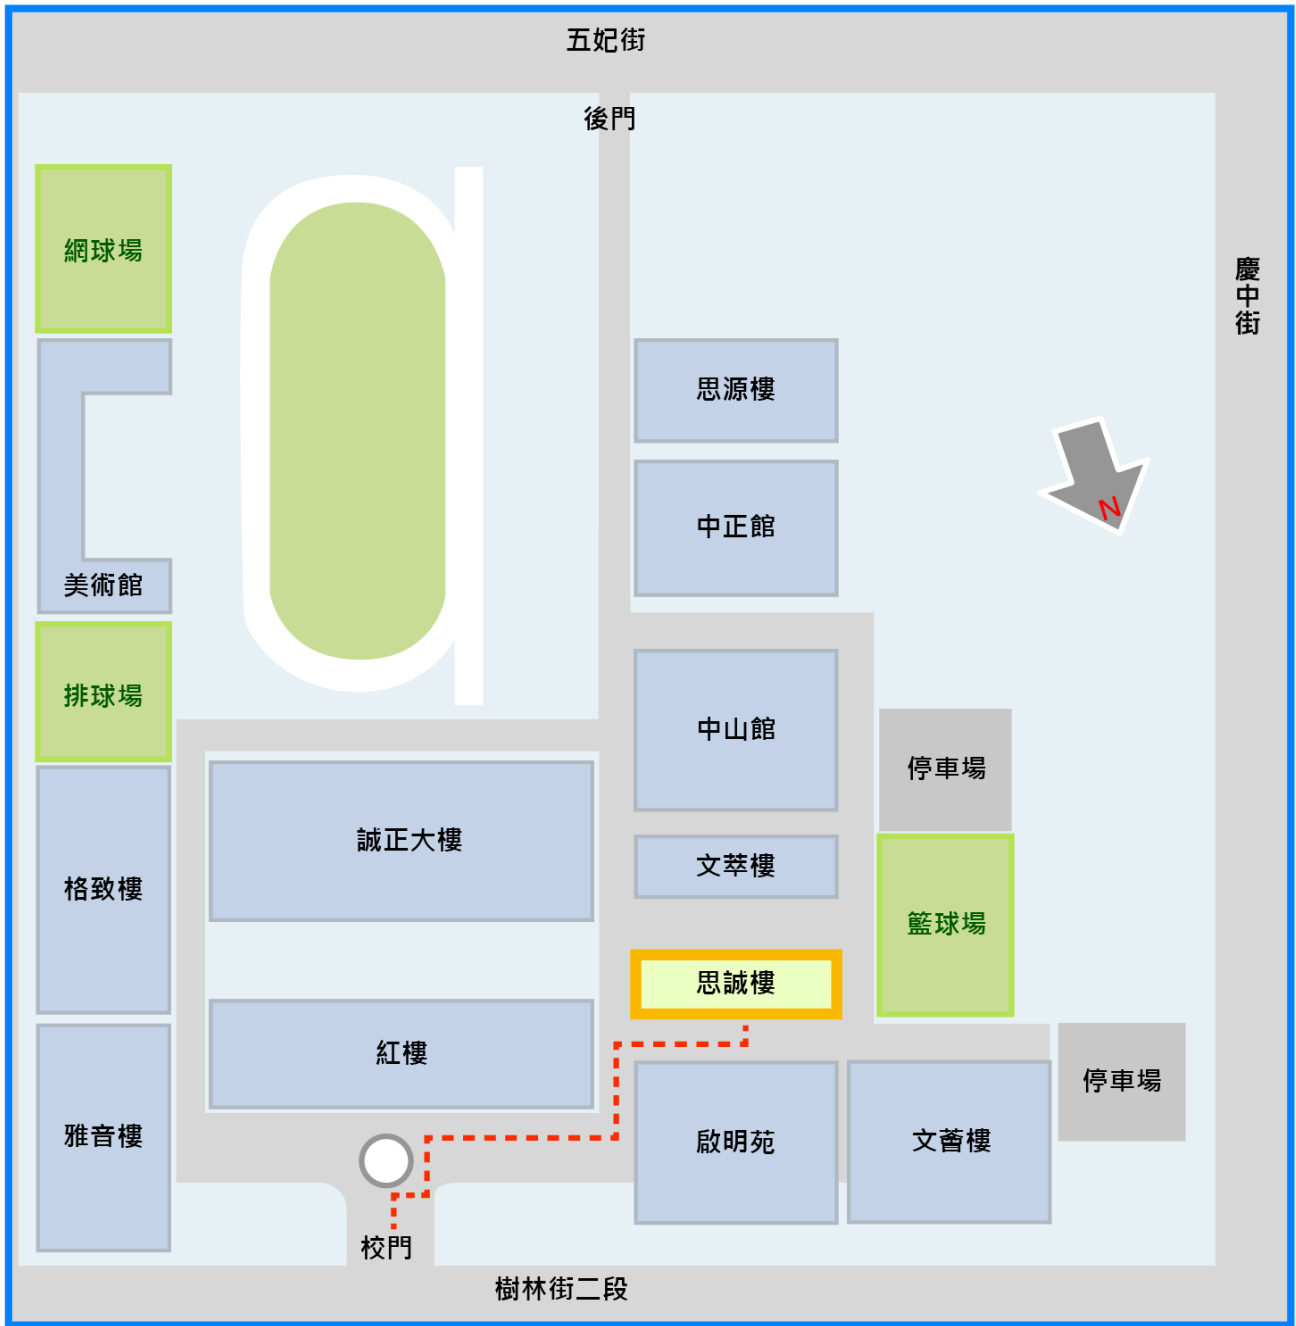 五妃街
後門
網球場
慶中街
思源樓
中正館
N
美術館
排球場
中山館
停車場
誠正大樓
文萃樓
格致樓
籃球場
思誠樓
紅樓
停車場
雅音樓
啟明苑
文薈樓
校門
樹林街二段